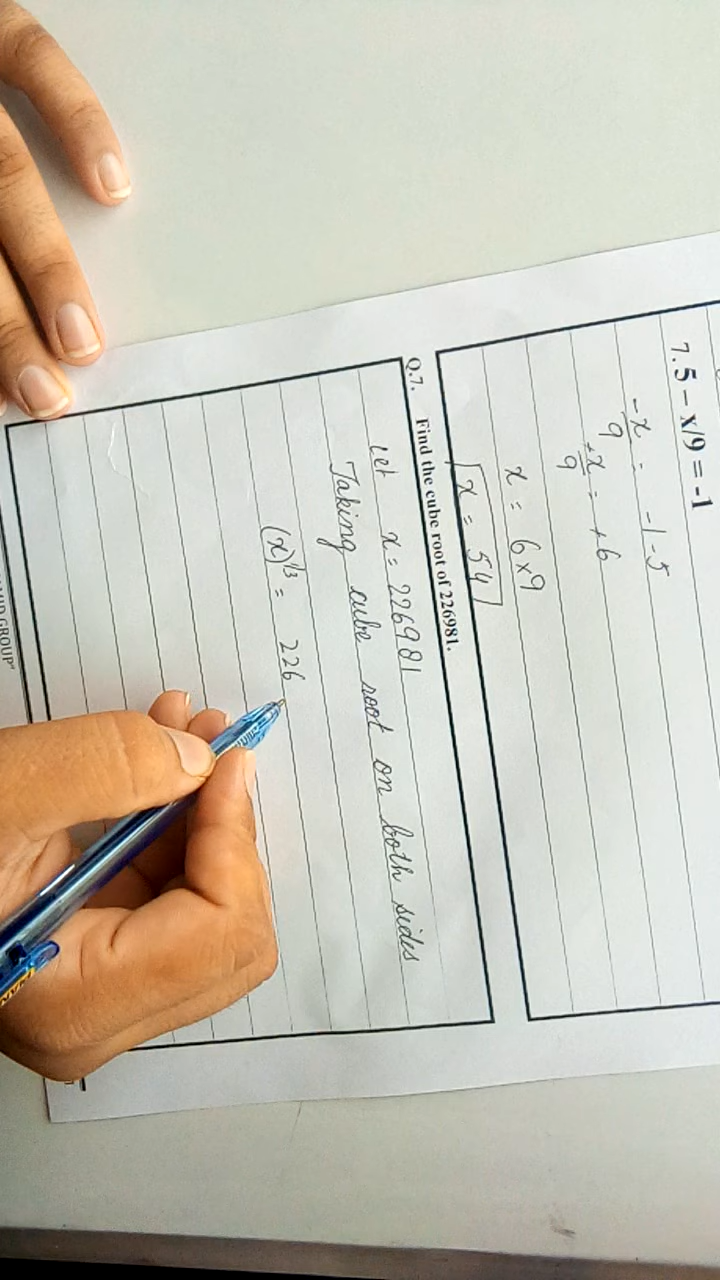 7. 5 – x/9 = -1
-x/9 = -1-5
+x/9 = +6
x = 6×9
x = 54
Q.7. Find the cube root of 226981.
Let x = 226981
Taking cube root on both sides
(x)^1/3 = 226
GROUP"